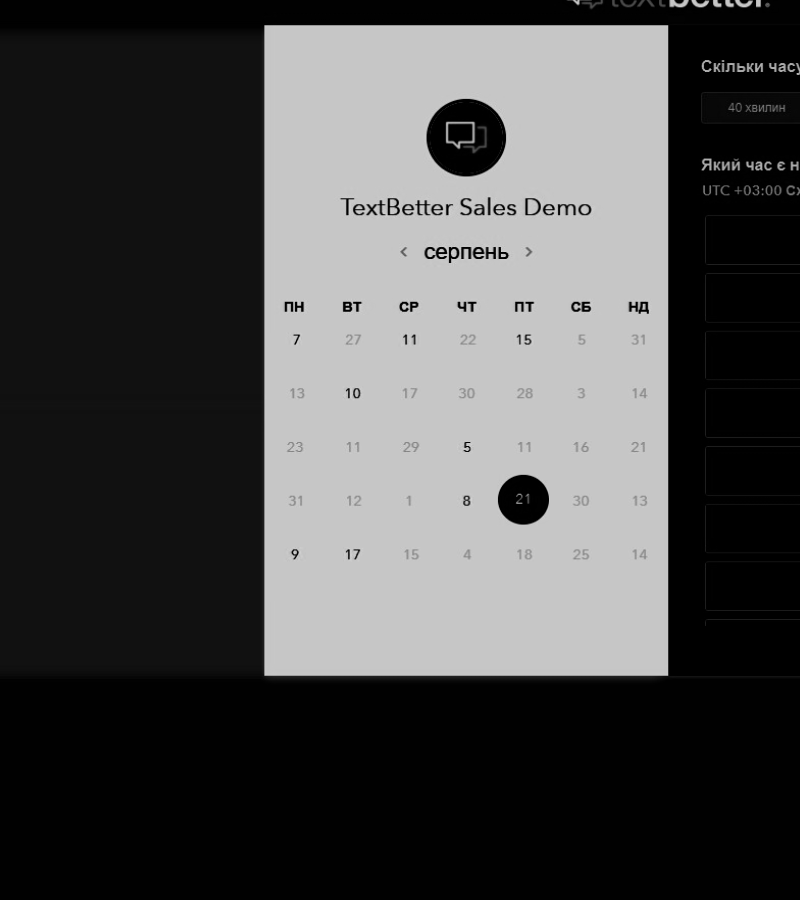 textbetter.
TextBetter Sales Demo
серпень
ПН ВТ СР ЧТ ПТ СБ НД
7 27 11 22 15 5 31
13 10 17 30 28 3 14
23 11 29 5 11 16 21
31 12 1 8 21 30 13
9 17 15 4 18 25 14
Скільки часу
40 хвилин
Який час є н
UTC +03:00 Сх